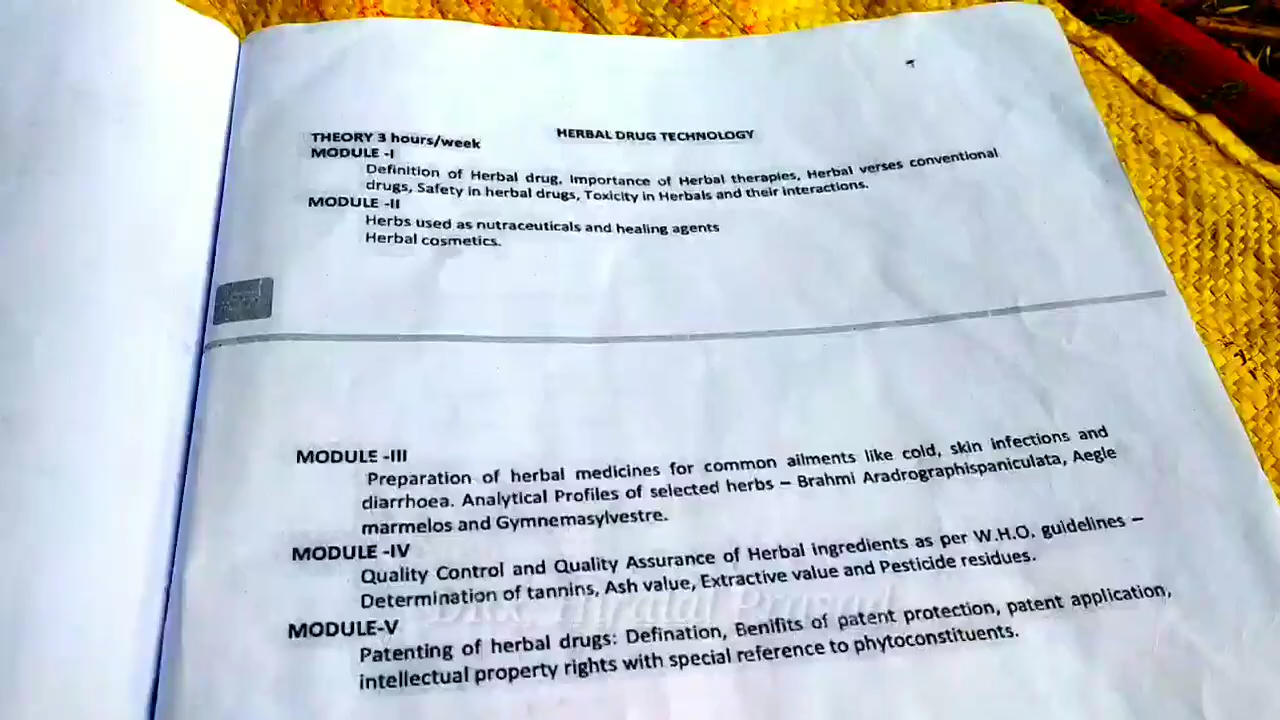 HERBAL DRUG TECHNOLOGY
THEORY 3 hours/week
MODULE -I
Definition of Herbal drug, Importance of Herbal therapies, Herbal verses conventional
drugs, Safety in herbal drugs, Toxicity in Herbals and their interactions.
MODULE -II
Herbs used as nutraceuticals and healing agents
Herbal cosmetics.
MODULE -III
Preparation of herbal medicines for common ailments like cold, skin infections and
diarrhoea. Analytical Profiles of selected herbs – Brahmi Aradrographispaniculata, Aegle
marmelos and Gymnemasylvestre.
MODULE -IV
Quality Control and Quality Assurance of Herbal ingredients as per W.H.O. guidelines –
Determination of tannins, Ash value, Extractive value and Pesticide residues.
MODULE-V
Patenting of herbal drugs: Defination, Benifits of patent protection, patent application,
intellectual property rights with special reference to phytoconstituents.